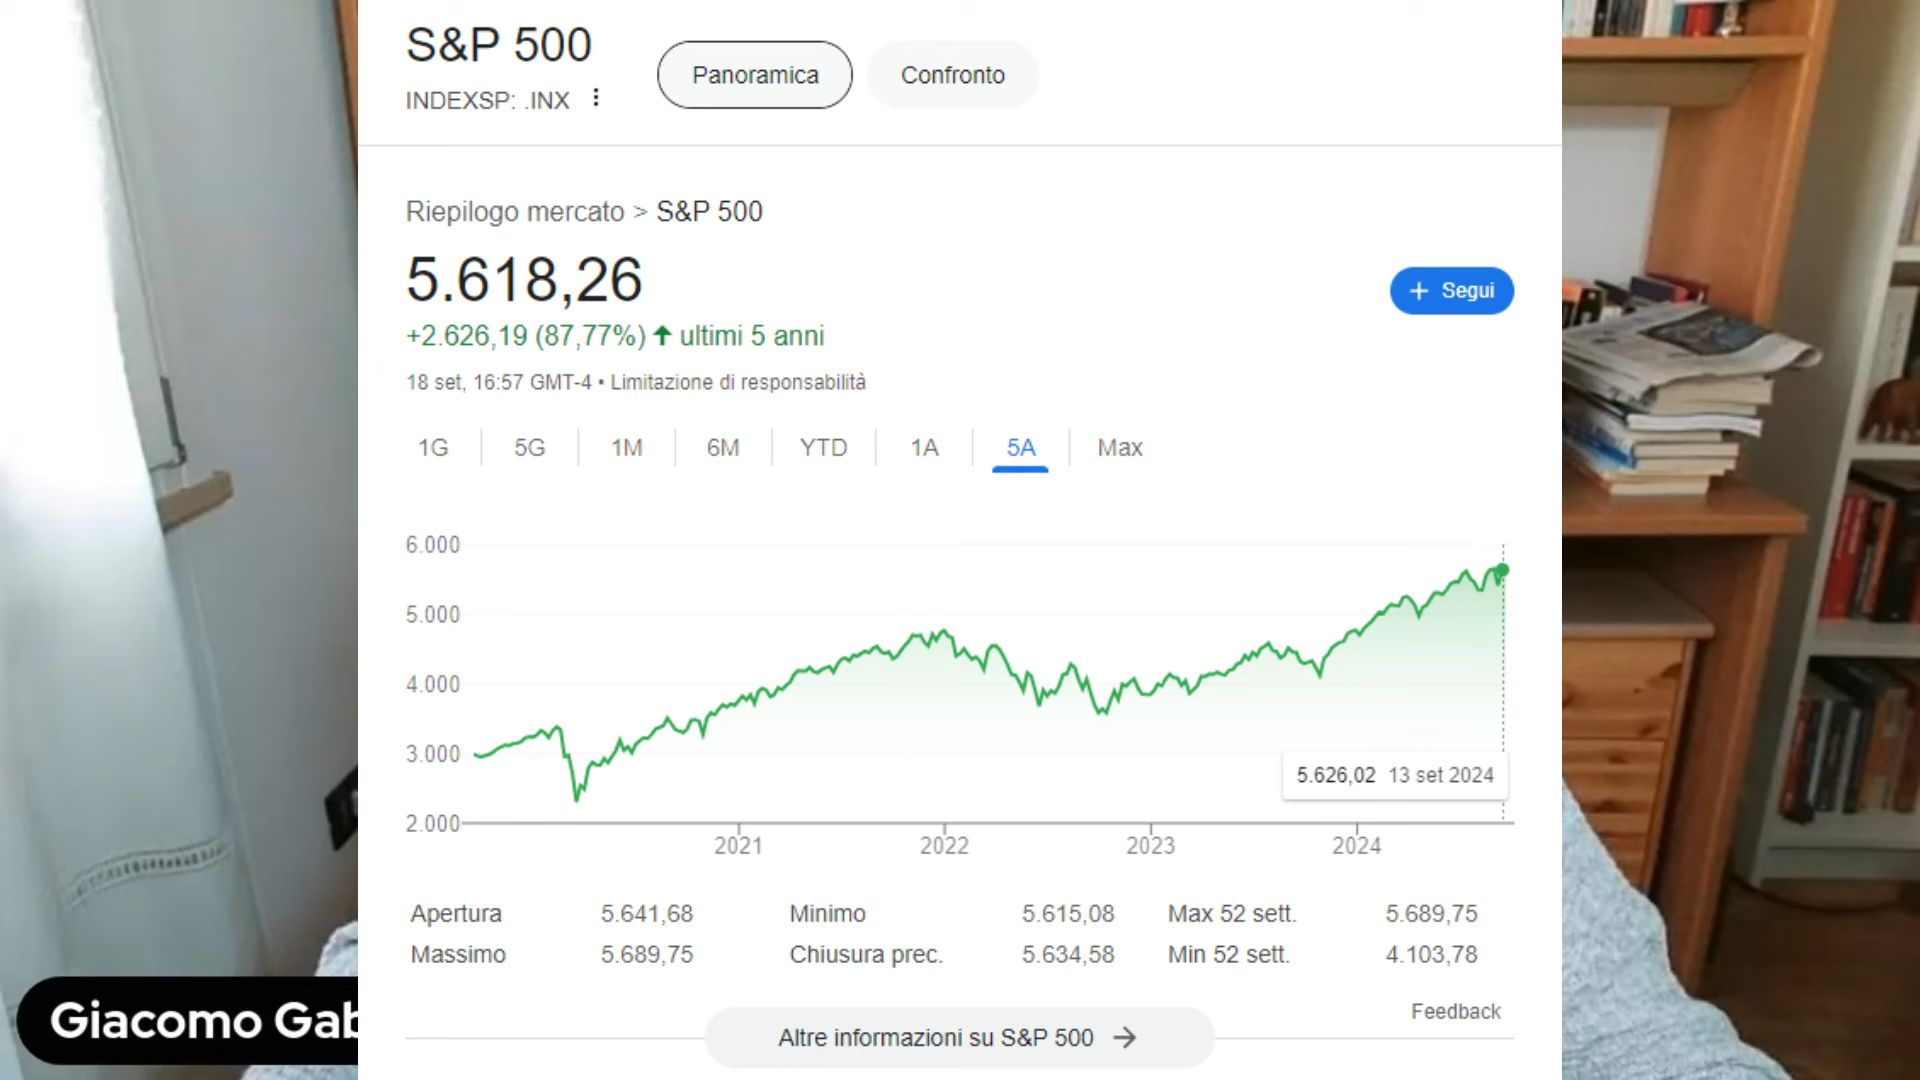 S&P 500
Panoramica
Confronto
INDEXSP: .INX
Riepilogo mercato > S&P 500
5.618,26
+ Segui
+2.626,19 (87,77%) ↑ ultimi 5 anni
18 set, 16:57 GMT-4 • Limitazione di responsabilità
1G 5G 1M 6M YTD 1A 5A Max
6.000
5.000
4.000
3.000
2.000
5.626,02 13 set 2024
2021 2022 2023 2024
Apertura 5.641,68 Minimo 5.615,08 Max 52 sett. 5.689,75
Massimo 5.689,75 Chiusura prec. 5.634,58 Min 52 sett. 4.103,78
Feedback
Giacomo Gab
Altre informazioni su S&P 500 →